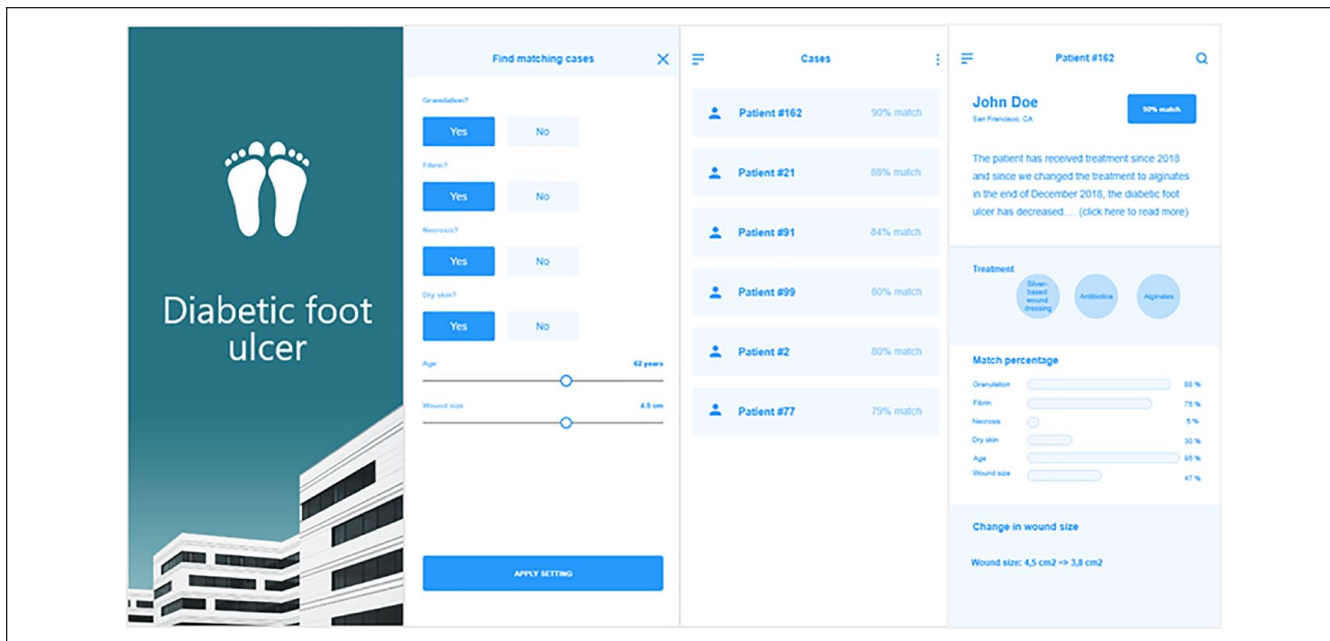 Diabetic foot
ulcer
Find matching cases
Granulation?
Yes No
Fibrin?
Yes No
Necrosis?
Yes No
Dry skin?
Yes No
Age 62 years
Wound size 4.5 cm
APPLY SETTING
Cases
Patient #162 90% match
Patient #21 88% match
Patient #91 84% match
Patient #99 80% match
Patient #2 80% match
Patient #77 79% match
Patient #162
John Doe
San Francisco, CA
90% match
The patient has received treatment since 2018
and since we changed the treatment to alginates
in the end of December 2018, the diabetic foot
ulcer has decreased.... (click here to read more)
Treatment
Silver-
based
wound
dressing
Antibiotica
Alginates
Match percentage
Granulation 88 %
Fibrin 75 %
Necrosis 5 %
Dry skin 30 %
Age 95 %
Wound size 47 %
Change in wound size
Wound size: 4,5 cm2 => 3,8 cm2